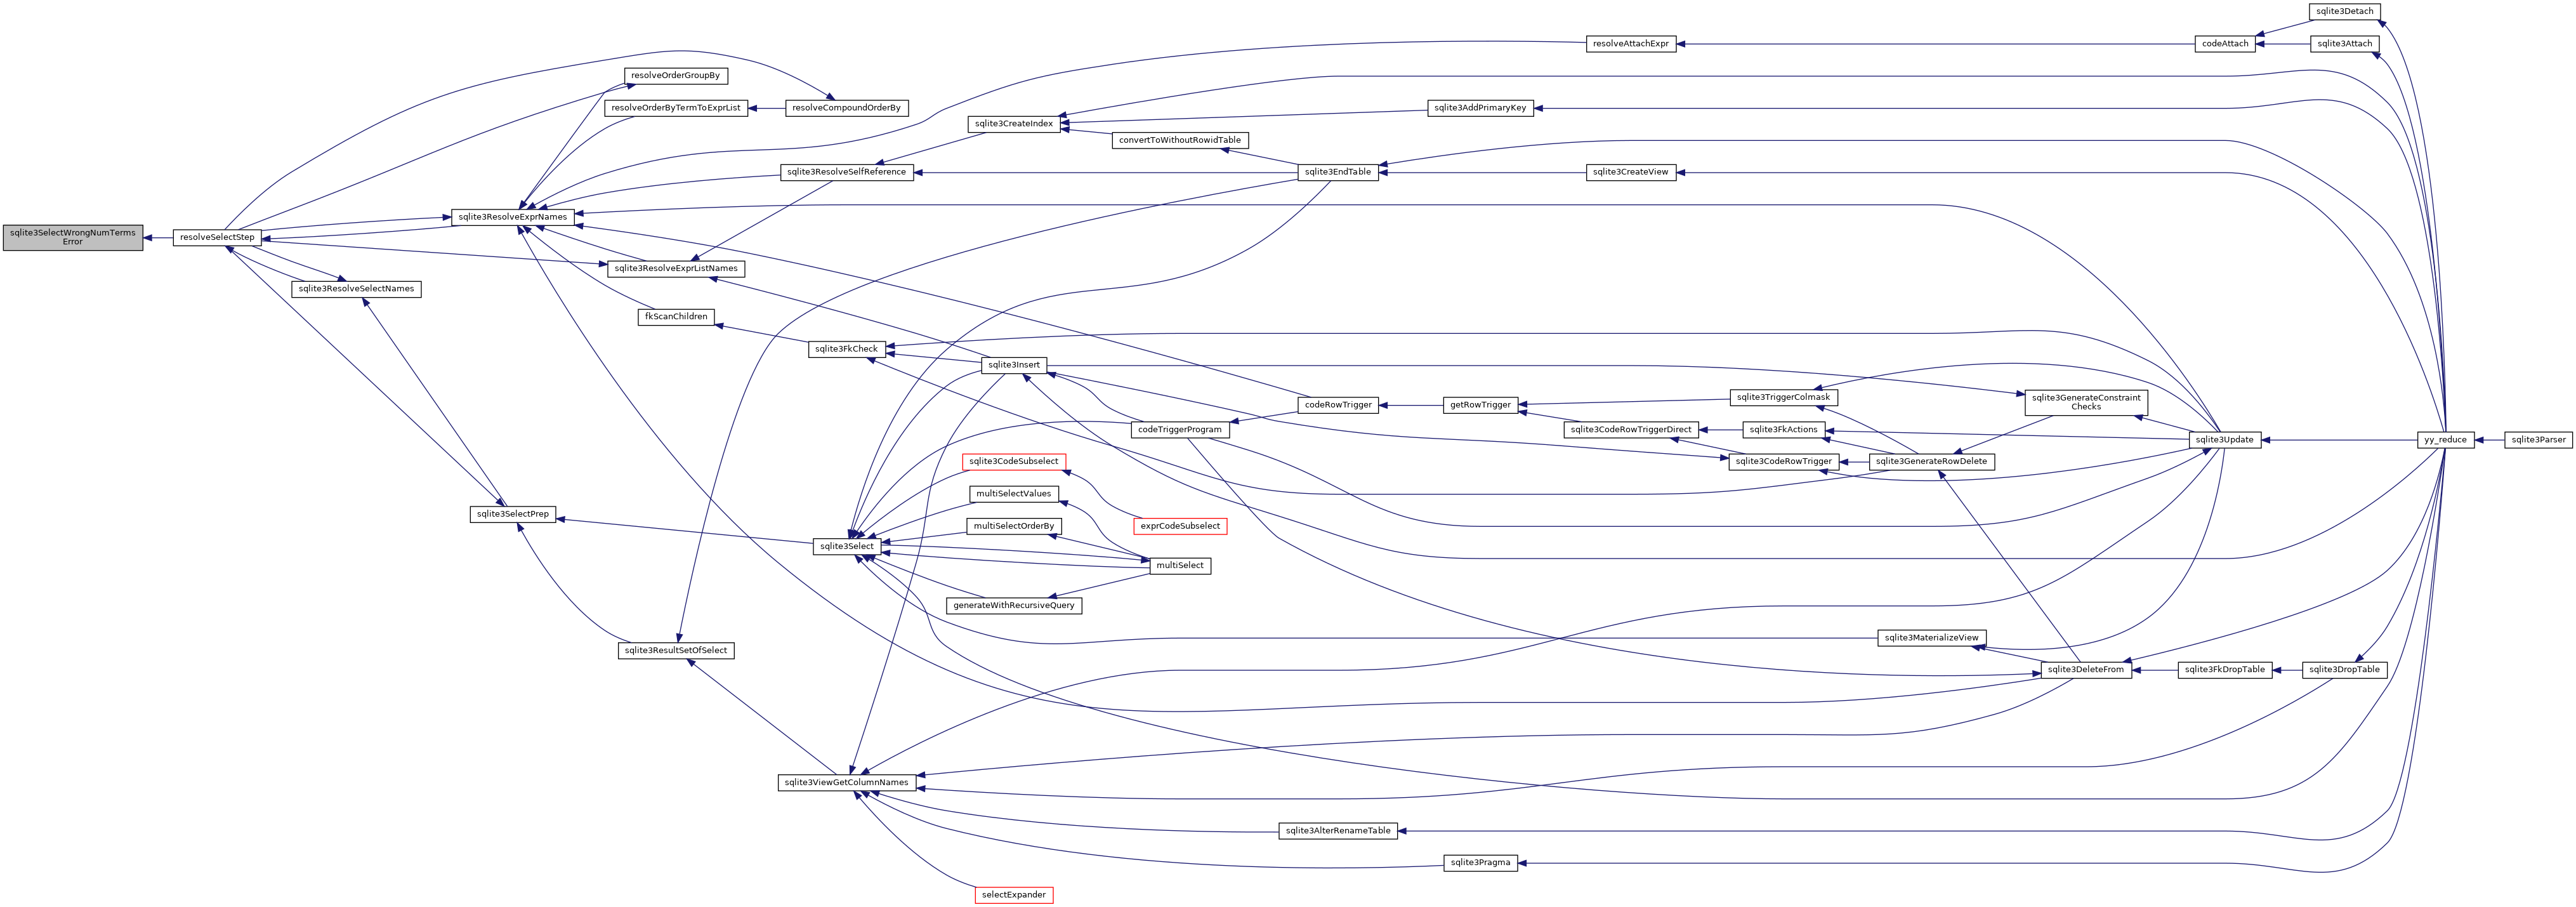 sqlite3Detach
resolveAttachExpr
codeAttach
sqlite3Attach
resolveOrderGroupBy
resolveOrderByTermToExprList
resolveCompoundOrderBy
sqlite3AddPrimaryKey
sqlite3CreateIndex
convertToWithoutRowidTable
sqlite3ResolveSelfReference
sqlite3EndTable
sqlite3CreateView
sqlite3ResolveExprNames
sqlite3SelectWrongNumTerms
Error
resolveSelectStep
sqlite3ResolveExprListNames
sqlite3ResolveSelectNames
fkScanChildren
sqlite3FkCheck
sqlite3Insert
codeRowTrigger
getRowTrigger
sqlite3TriggerColmask
sqlite3GenerateConstraint
Checks
codeTriggerProgram
sqlite3CodeRowTriggerDirect
sqlite3FkActions
sqlite3Update
yy_reduce
sqlite3Parser
sqlite3CodeSubselect
sqlite3CodeRowTrigger
sqlite3GenerateRowDelete
multiSelectValues
sqlite3SelectPrep
multiSelectOrderBy
exprCodeSubselect
sqlite3Select
multiSelect
generateWithRecursiveQuery
sqlite3MaterializeView
sqlite3ResultSetOfSelect
sqlite3DeleteFrom
sqlite3FkDropTable
sqlite3DropTable
sqlite3ViewGetColumnNames
sqlite3AlterRenameTable
sqlite3Pragma
selectExpander